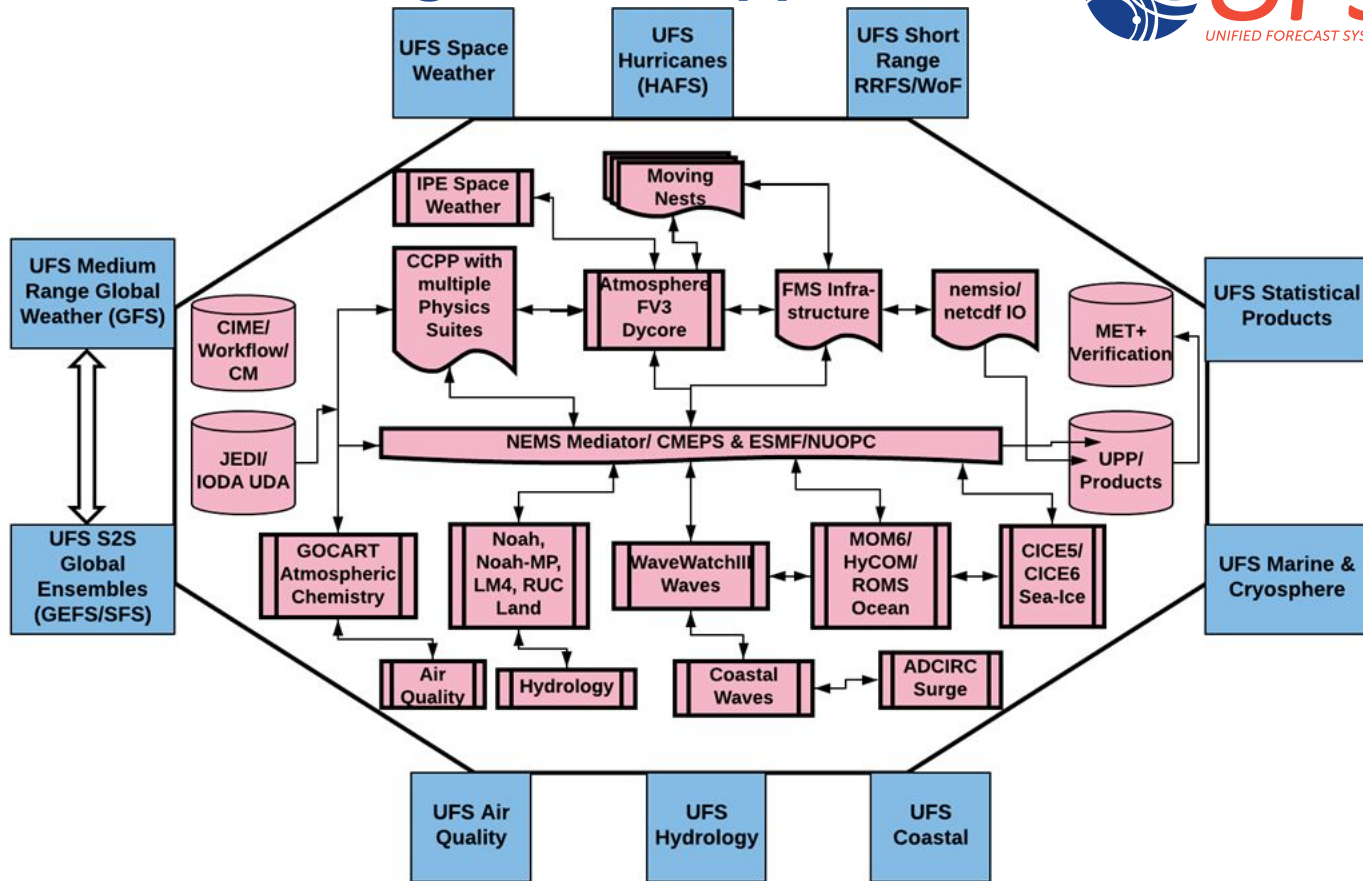 UNIFIED FORECAST SYS
UFS Space
Weather
UFS
Hurricanes
(HAFS)
UFS Short
Range
RRFS/WoF
IPE Space
Weather
Moving
Nests
UFS Medium
Range Global
Weather (GFS)
CIME/
Workflow/
CM
CCPP with
multiple
Physics
Suites
Atmosphere
FV3
Dycore
FMS Infra-
structure
nemsio/
netcdf IO
MET+
Verification
UFS Statistical
Products
JEDI/
IODA UDA
NEMS Mediator/ CMEPS & ESMF/NUOPC
UPP/
Products
UFS S2S
Global
Ensembles
(GEFS/SFS)
GOCART
Atmospheric
Chemistry
Noah,
Noah-MP,
LM4, RUC
Land
WaveWatchIII
Waves
MOM6/
HyCOM/
ROMS
Ocean
CICE5/
CICE6
Sea-Ice
UFS Marine &
Cryosphere
Air
Quality
Hydrology
Coastal
Waves
ADCIRC
Surge
UFS Air
Quality
UFS
Hydrology
UFS
Coastal